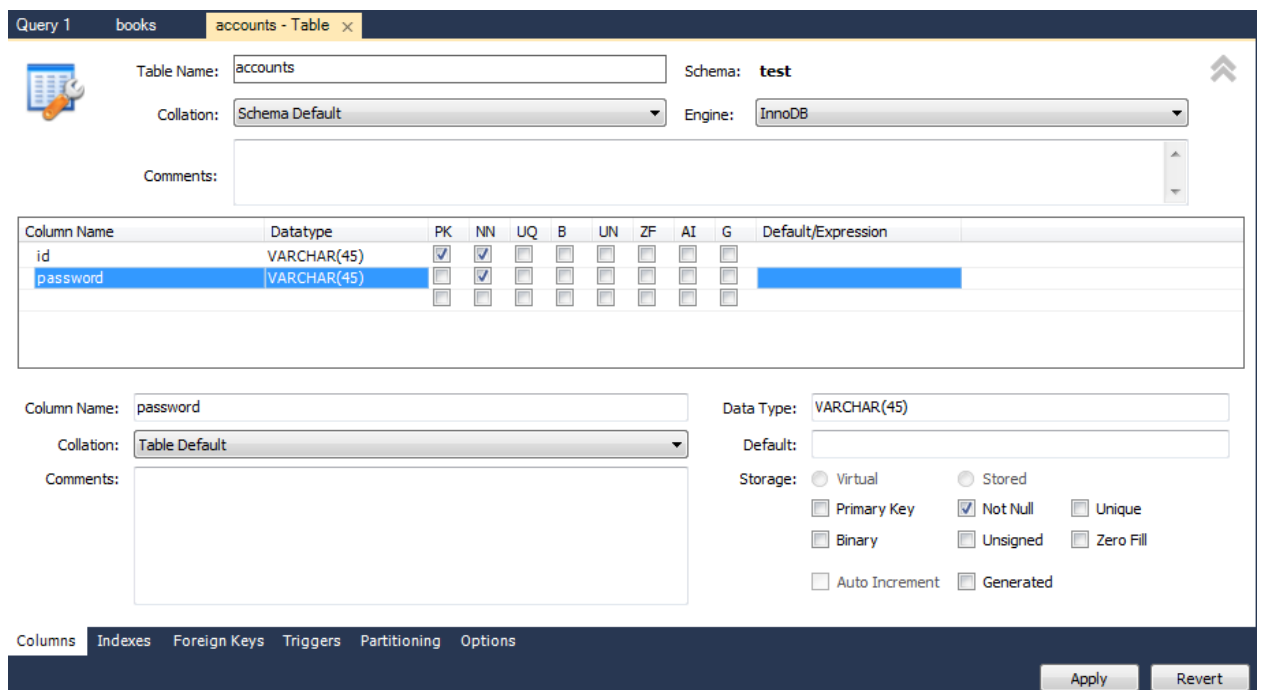 Query 1 books accounts - Table ×
Table Name: accounts Schema: test
Collation: Schema Default Engine: InnoDB
Comments:
Column Name Datatype PK NN UQ B UN ZF AI G Default/Expression
id VARCHAR(45)
password VARCHAR(45)
Column Name: password Data Type: VARCHAR(45)
Collation: Table Default Default:
Comments: Storage: Virtual Stored
Primary Key Not Null Unique
Binary Unsigned Zero Fill
Auto Increment Generated
Columns Indexes Foreign Keys Triggers Partitioning Options
Apply Revert